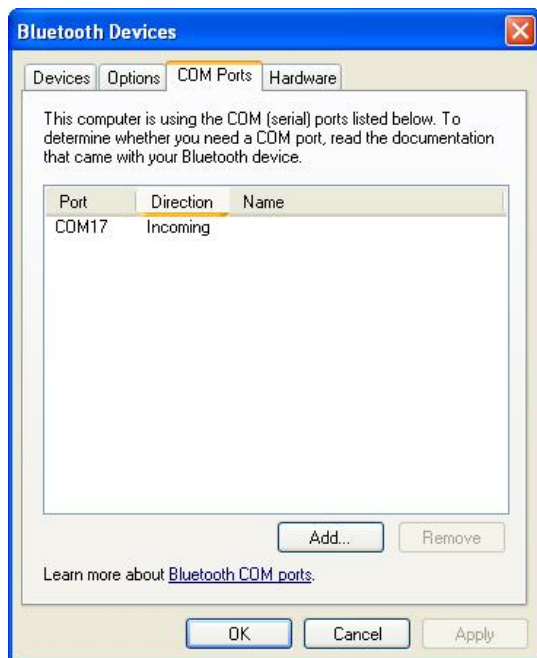 Bluetooth Devices
Devices Options COM Ports Hardware
This computer is using the COM (serial) ports listed below. To
determine whether you need a COM port, read the documentation
that came with your Bluetooth device.
Port Direction Name
COM17 Incoming
Add... Remove
Learn more about Bluetooth COM ports.
OK Cancel Apply